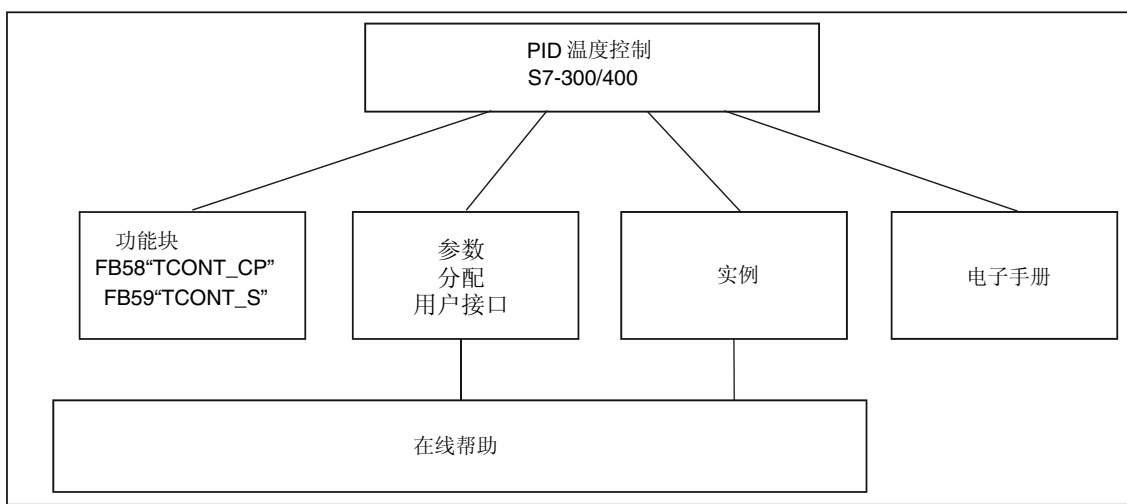 PID 温度控制
S7-300/400
功能块
FB58“TCONT_CP”
FB59“TCONT_S”
参数
分配
用户接口
实例
电子手册
在线帮助